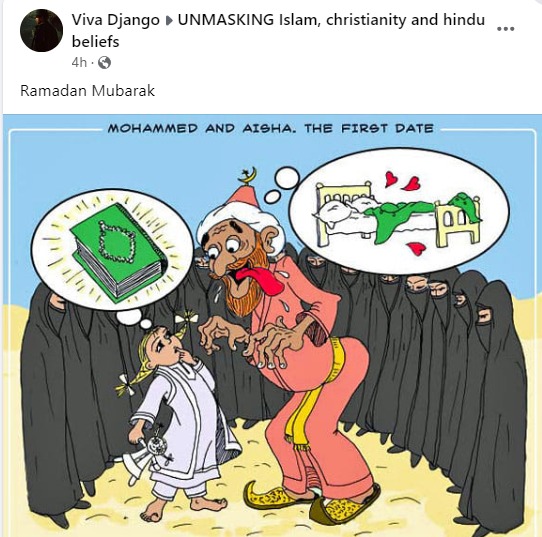 Viva Django ▸ UNMASKING Islam, christianity and hindu
beliefs
4h ·
Ramadan Mubarak
MOHAMMED AND AISHA. THE FIRST DATE